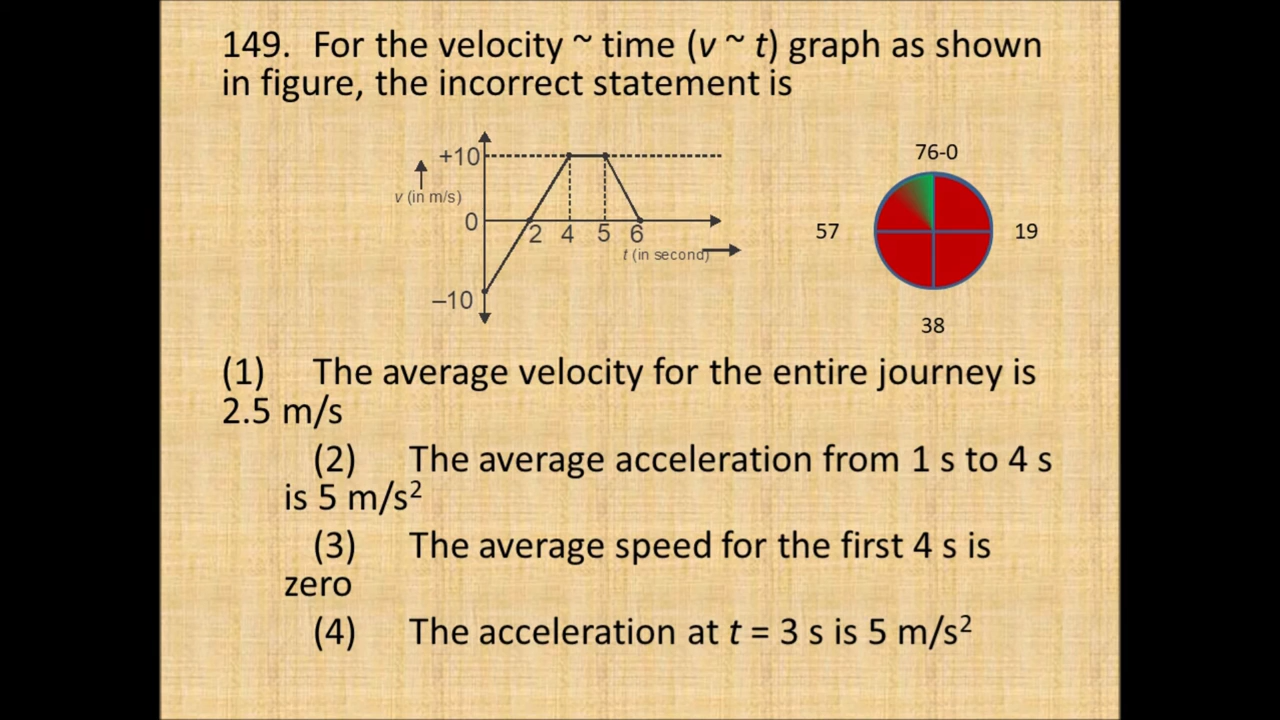 149. For the velocity ~ time (v ~ t) graph as shown
in figure, the incorrect statement is
+10
v (in m/s)
0
2 4 5 6
t (in second)
–10
76-0
57
19
38
(1) The average velocity for the entire journey is
2.5 m/s
(2) The average acceleration from 1 s to 4 s
is 5 m/s²
(3) The average speed for the first 4 s is
zero
(4) The acceleration at t = 3 s is 5 m/s²